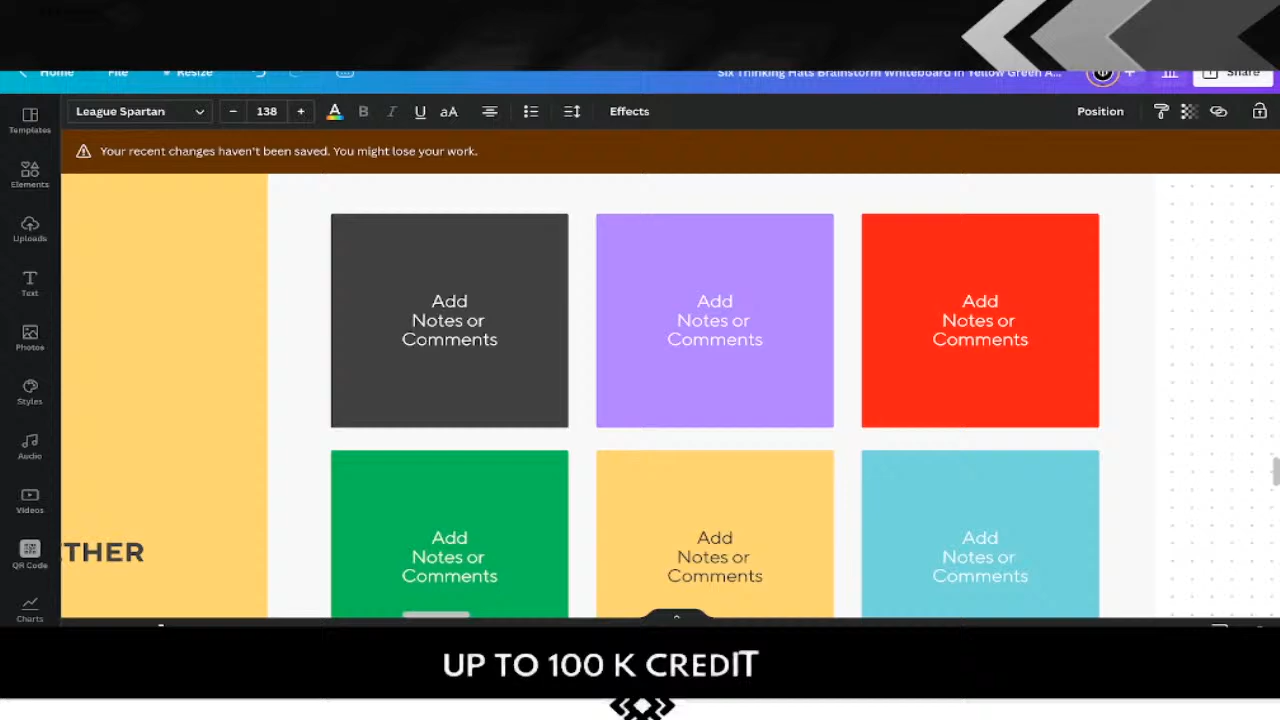 Home File Resize Six Thinking Hats Brainstorm Whiteboard in Yellow Green A... Share
League Spartan 138 A B I U aA Effects Position
Templates
Your recent changes haven't been saved. You might lose your work.
Elements
Uploads
Text
Photos
Styles
Audio
Videos
QR Code
Charts
Add
Notes or
Comments
Add
Notes or
Comments
Add
Notes or
Comments
ETHER
Add
Notes or
Comments
Add
Notes or
Comments
Add
Notes or
Comments
UP TO 100 K CREDIT